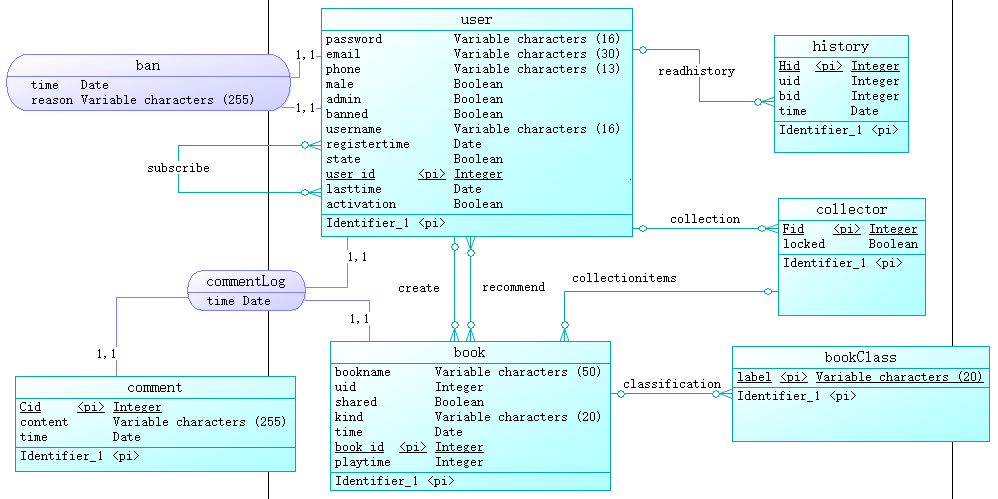 user
password Variable characters (16)
email Variable characters (30)
phone Variable characters (13)
male Boolean
admin Boolean
banned Boolean
username Variable characters (16)
registertime Date
state Boolean
user_id <pi> Integer
lasttime Date
activation Boolean
Identifier_1 <pi>
ban
time Date
reason Variable characters (255)
1,1
1,1
subscribe
readhistory
history
Hid <pi> Integer
uid Integer
bid Integer
time Date
Identifier_1 <pi>
collection
collector
Fid <pi> Integer
locked Boolean
Identifier_1 <pi>
1,1
commentLog
time Date
create
recommend
collectionitems
1,1
1,1
comment
Cid <pi> Integer
content Variable characters (255)
time Date
Identifier_1 <pi>
book
bookname Variable characters (50)
uid Integer
shared Boolean
kind Variable characters (20)
time Date
book_id <pi> Integer
playtime Integer
Identifier_1 <pi>
classification
bookClass
label <pi> Variable characters (20)
Identifier_1 <pi>